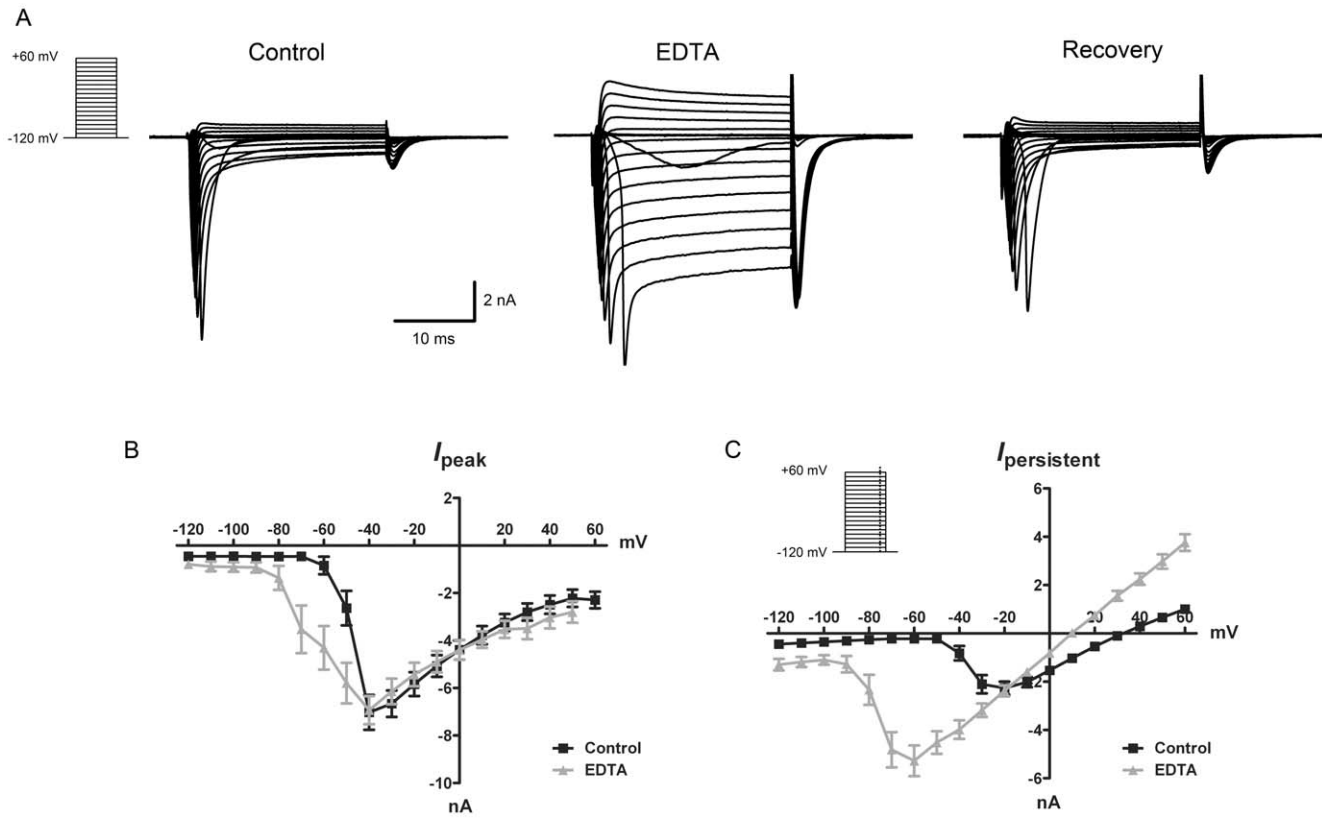 A
+60 mV
-120 mV
Control
EDTA
Recovery
2 nA
10 ms
B
Ipeak
2
-120 -100 -80 -60 -40 -20 20 40 60
mV
-2
-4
-6
-8
-10
nA
Control
EDTA
C
+60 mV
-120 mV
Ipersistent
6
4
2
-120 -100 -80 -60 -40 -20 20 40 60
mV
-2
-4
-6
nA
Control
EDTA